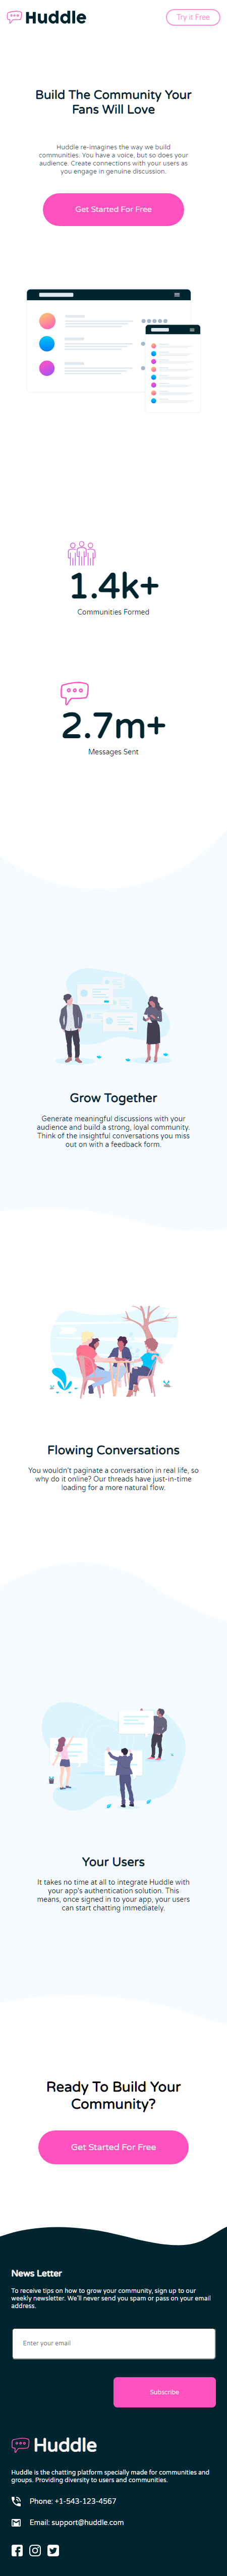 Huddle
Try it Free
Build The Community Your
Fans Will Love
Huddle re-imagines the way we build
communities. You have a voice, but so does your
audience. Create connections with your users as
you engage in genuine discussion.
Get Started For Free
1.4k+
Communities Formed
2.7m+
Messages Sent
Grow Together
Generate meaningful discussions with your
audience and build a strong, loyal community.
Think of the insightful conversations you miss
out on with a feedback form.
Flowing Conversations
You wouldn't paginate a conversation in real life, so
why do it online? Our threads have just-in-time
loading for a more natural flow.
Your Users
It takes no time at all to integrate Huddle with
your app's authentication solution. This
means, once signed in to your app, your users
can start chatting immediately.
Ready To Build Your
Community?
Get Started For Free
News Letter
To receive tips on how to grow your community, sign up to our
weekly newsletter. We'll never send you spam or pass on your email
address.
Enter your email
Subscribe
Huddle
Huddle is the chatting platform specially made for communities and
groups. Providing diversity to users and communities.
Phone: +1-543-123-4567
Email: support@huddle.com